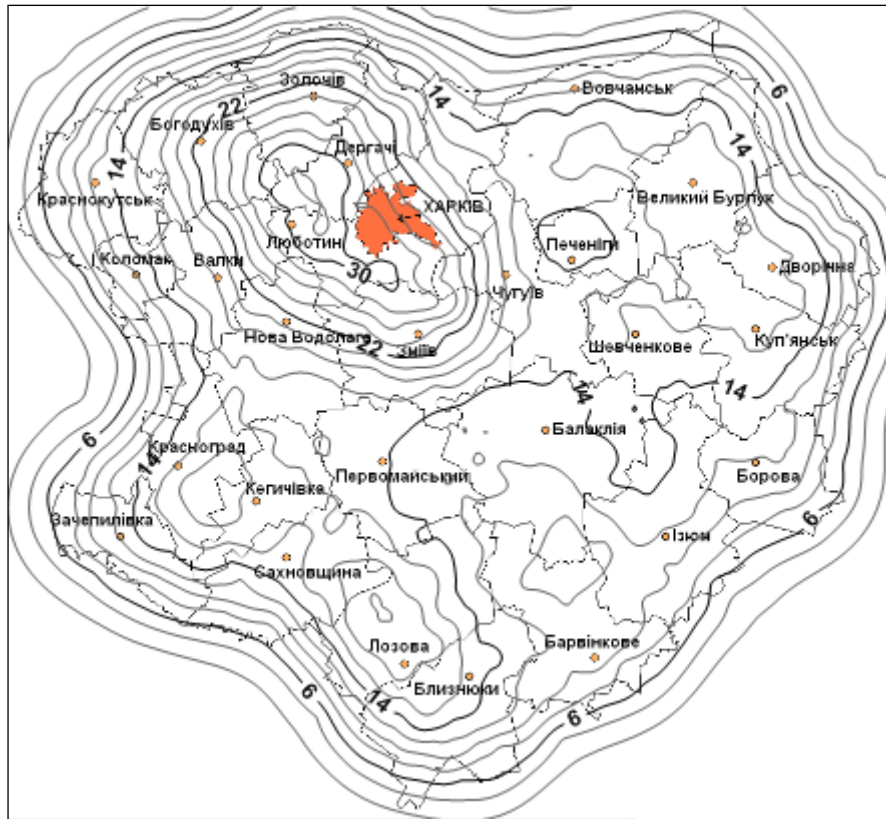 6
Золочів
22
14
Вовчанськ
Богодухів
14
Дергачі
14
Краснокутськ
ХАРКІВ
Великий Бурлук
Люботин
Печеніги
Коломак
Валки
30
Чугуїв
Дворічна
Нова Водолага
22
Зміїв
Шевченкове
Куп'янськ
14
14
Балаклія
6
Красноград
14
Первомайський
Борова
Кегичівка
Зачепилівка
6
Ізюм
Сахновщина
Лозова
Барвінкове
6
Близнюки
14
6